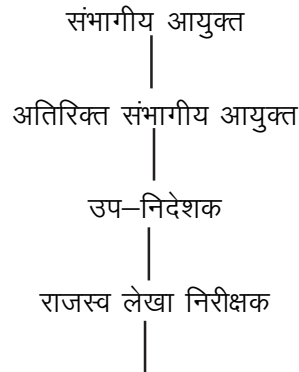 संभागीय आयुक्त
अतिरिक्त संभागीय आयुक्त
उप–निदेशक
राजस्व लेखा निरीक्षक